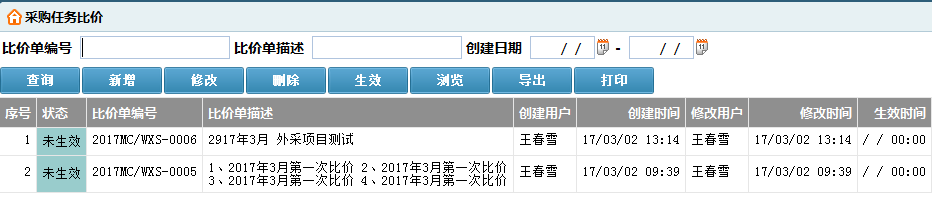 采购任务比价
比价单编号 比价单描述 创建日期 / / - / /
查询 新增 修改 删除 生效 浏览 导出 打印
序号 状态 比价单编号 比价单描述 创建用户 创建时间 修改用户 修改时间 生效时间
1 未生效 2017MC/WXS-0006 2917年3月 外采项目测试 王春雪 17/03/02 13:14 王春雪 17/03/02 13:14 / / 00:00
2 未生效 2017MC/WXS-0005 1、2017年3月第一次比价 2、2017年3月第一次比价 王春雪 17/03/02 09:39 王春雪 17/03/02 09:39 / / 00:00
3、2017年3月第一次比价 4、2017年3月第一次比价